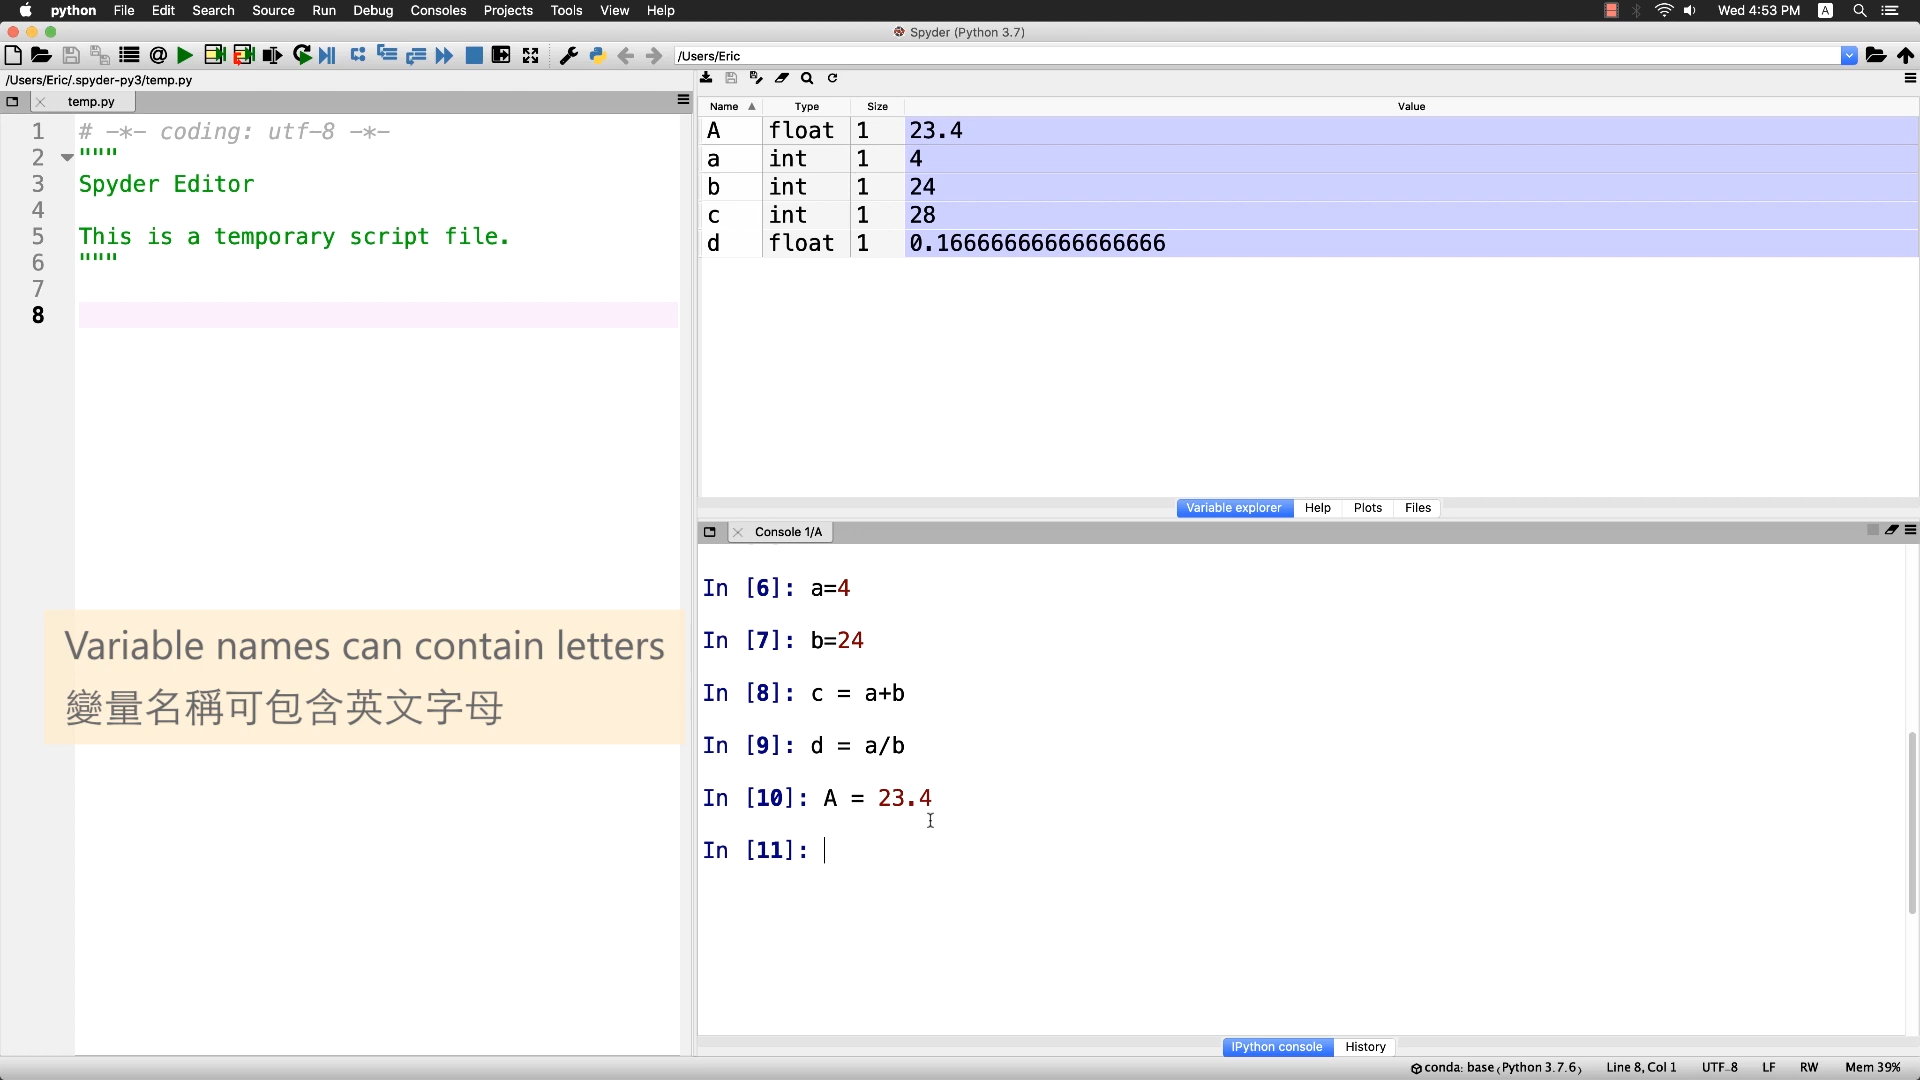 python File Edit Search Source Run Debug Consoles Projects Tools View Help Wed 4:53 PM A
Spyder (Python 3.7)
/Users/Eric
/Users/Eric/.spyder-py3/temp.py
temp.py
1 # -*- coding: utf-8 -*-
2 """
3 Spyder Editor
4
5 This is a temporary script file.
6 """
7
8
Name Type Size Value
A float 1 23.4
a int 1 4
b int 1 24
c int 1 28
d float 1 0.16666666666666666
Variable explorer Help Plots Files
Console 1/A
In [6]: a=4
In [7]: b=24
In [8]: c = a+b
In [9]: d = a/b
In [10]: A = 23.4
In [11]:
Variable names can contain letters
變量名稱可包含英文字母
IPython console History
conda: base (Python 3.7.6) Line 8, Col 1 UTF-8 LF RW Mem 39%